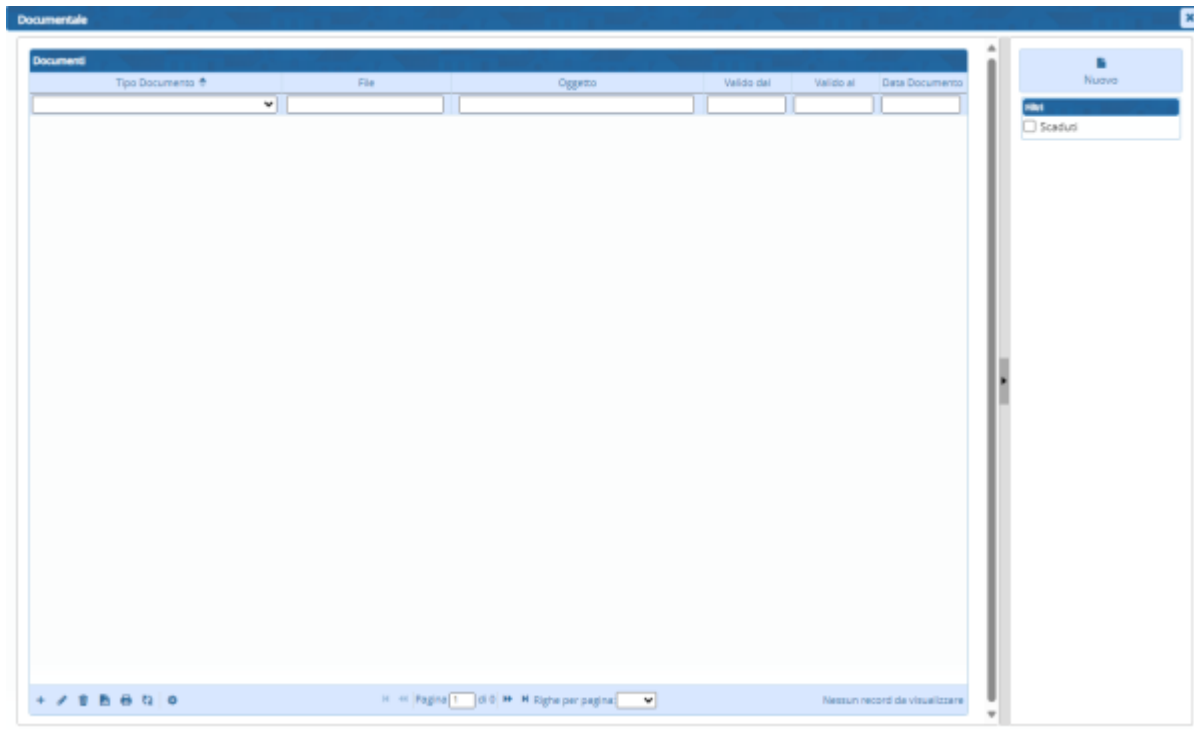 Documentale
Documenti
Tipo Documento File Oggetto Valido dal Valido al Data Documento
Pagina 1 di 0 Righe per pagina: Nessun record da visualizzare
Nuovo
Filtri
Scaduti